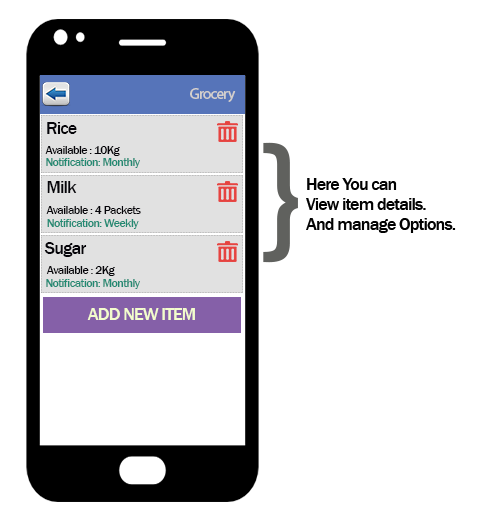 Grocery
Rice
Available : 10Kg
Notification: Monthly
Milk
Available : 4 Packets
Notification: Weekly
Sugar
Available : 2Kg
Notification: Monthly
ADD NEW ITEM
Here You can
View item details.
And manage Options.